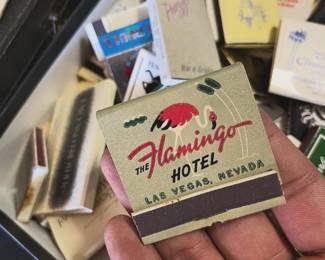 THE Flamingo
HOTEL
LAS VEGAS, NEVADA